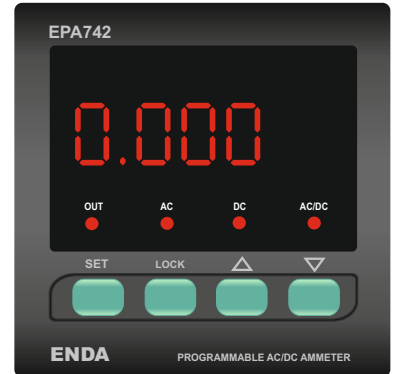 EPA742
0.000
OUT AC DC AC/DC
SET LOCK
ENDA PROGRAMMABLE AC/DC AMMETER